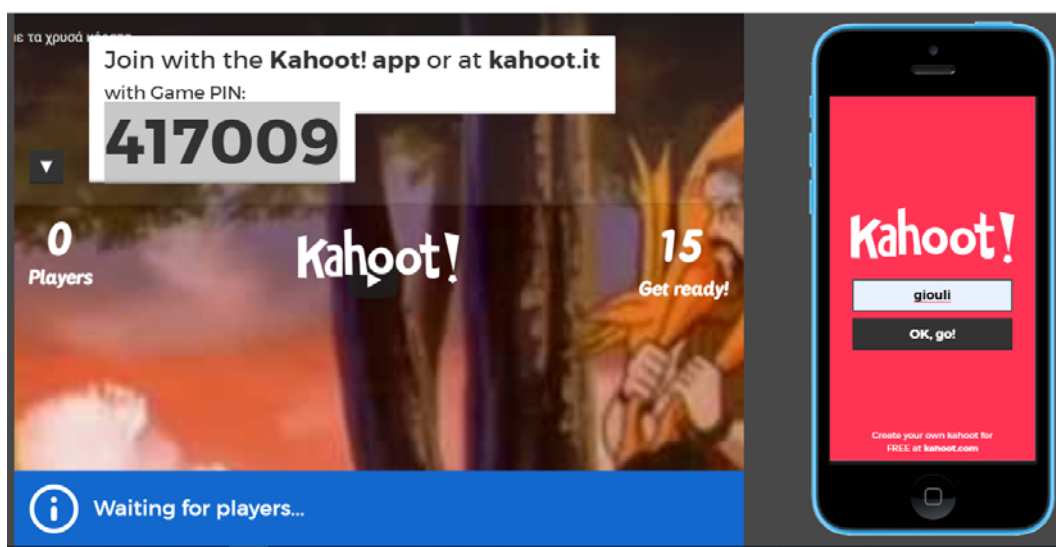 με τα χρυσά
Join with the Kahoot! app or at kahoot.it
with Game PIN:
417009
0
Players
Kahoot!
15
Get ready!
Waiting for players...
Kahoot!
giouli
OK, go!
Create your own kahoot for
FREE at kahoot.com